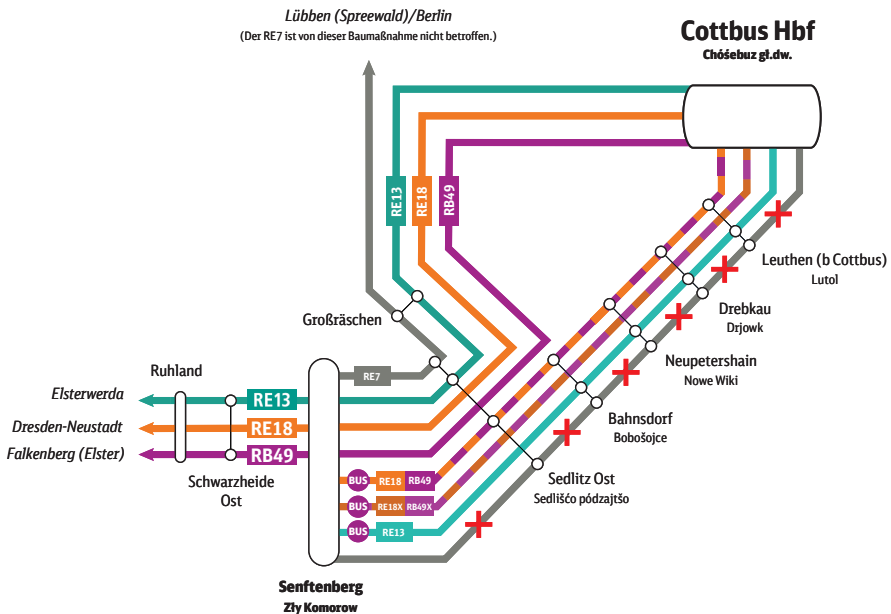 Lübben (Spreewald)/Berlin
(Der RE7 ist von dieser Baumaßnahme nicht betroffen.)
Cottbus Hbf
Chóśebuz gł.dw.
RE13
RE18
RB49
Leuthen (b Cottbus)
Lutol
Drebkau
Drjowk
Neupetershain
Nowe Wiki
Bahnsdorf
Bobošojce
Sedlitz Ost
Sedlišćo pódzajtšo
Großräschen
Ruhland
RE7
Elsterwerda
RE13
Dresden-Neustadt
RE18
Falkenberg (Elster)
RB49
Schwarzheide
Ost
BUS RE18 RB49
BUS RE18X RB49X
BUS RE13
Senftenberg
Zły Komorow